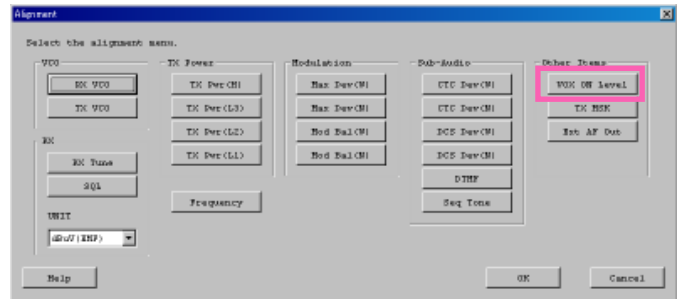 Alignment
Select the alignment menu.
VCO
RX VCO
TX VCO
RX
RX Tune
SQL
UNIT
dBuV(EMF)
TX Power
TX Pwr(H)
TX Pwr(L3)
TX Pwr(L2)
TX Pwr(L1)
Frequency
Modulation
Max Dev(W)
Max Dev(N)
Mod Bal(W)
Mod Bal(N)
Sub-Audio
CTC Dev(W)
CTC Dev(N)
DCS Dev(W)
DCS Dev(N)
DTMF
Seq Tone
Other Items
VOX ON Level
TX MSK
Ext AF Out
Help
OK
Cancel